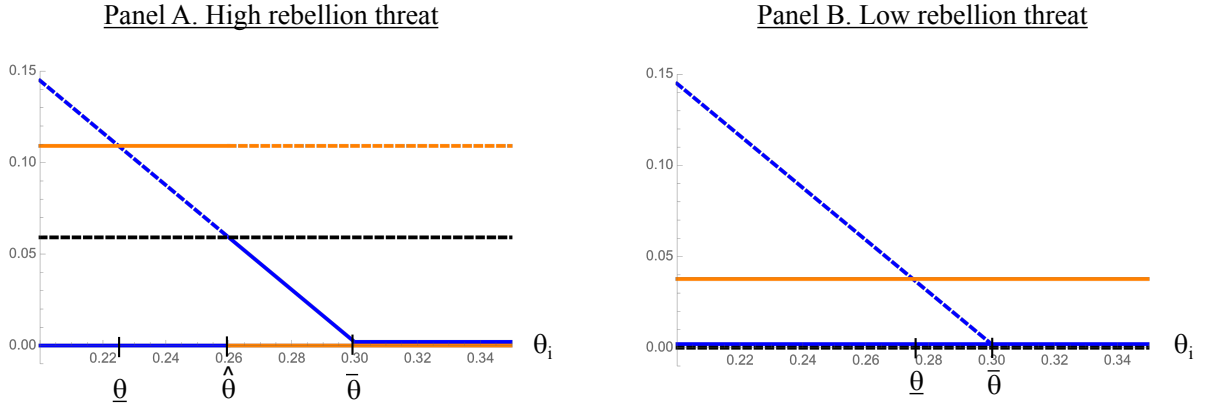 Panel A. High rebellion threat
0.15
0.10
0.05
0.00
0.22 0.24 0.26 0.28 0.30 0.32 0.34 θi
θ θ̂ θ̅
Panel B. Low rebellion threat
0.15
0.10
0.05
0.00
0.22 0.24 0.26 0.28 0.30 0.32 0.34 θi
θ θ̅